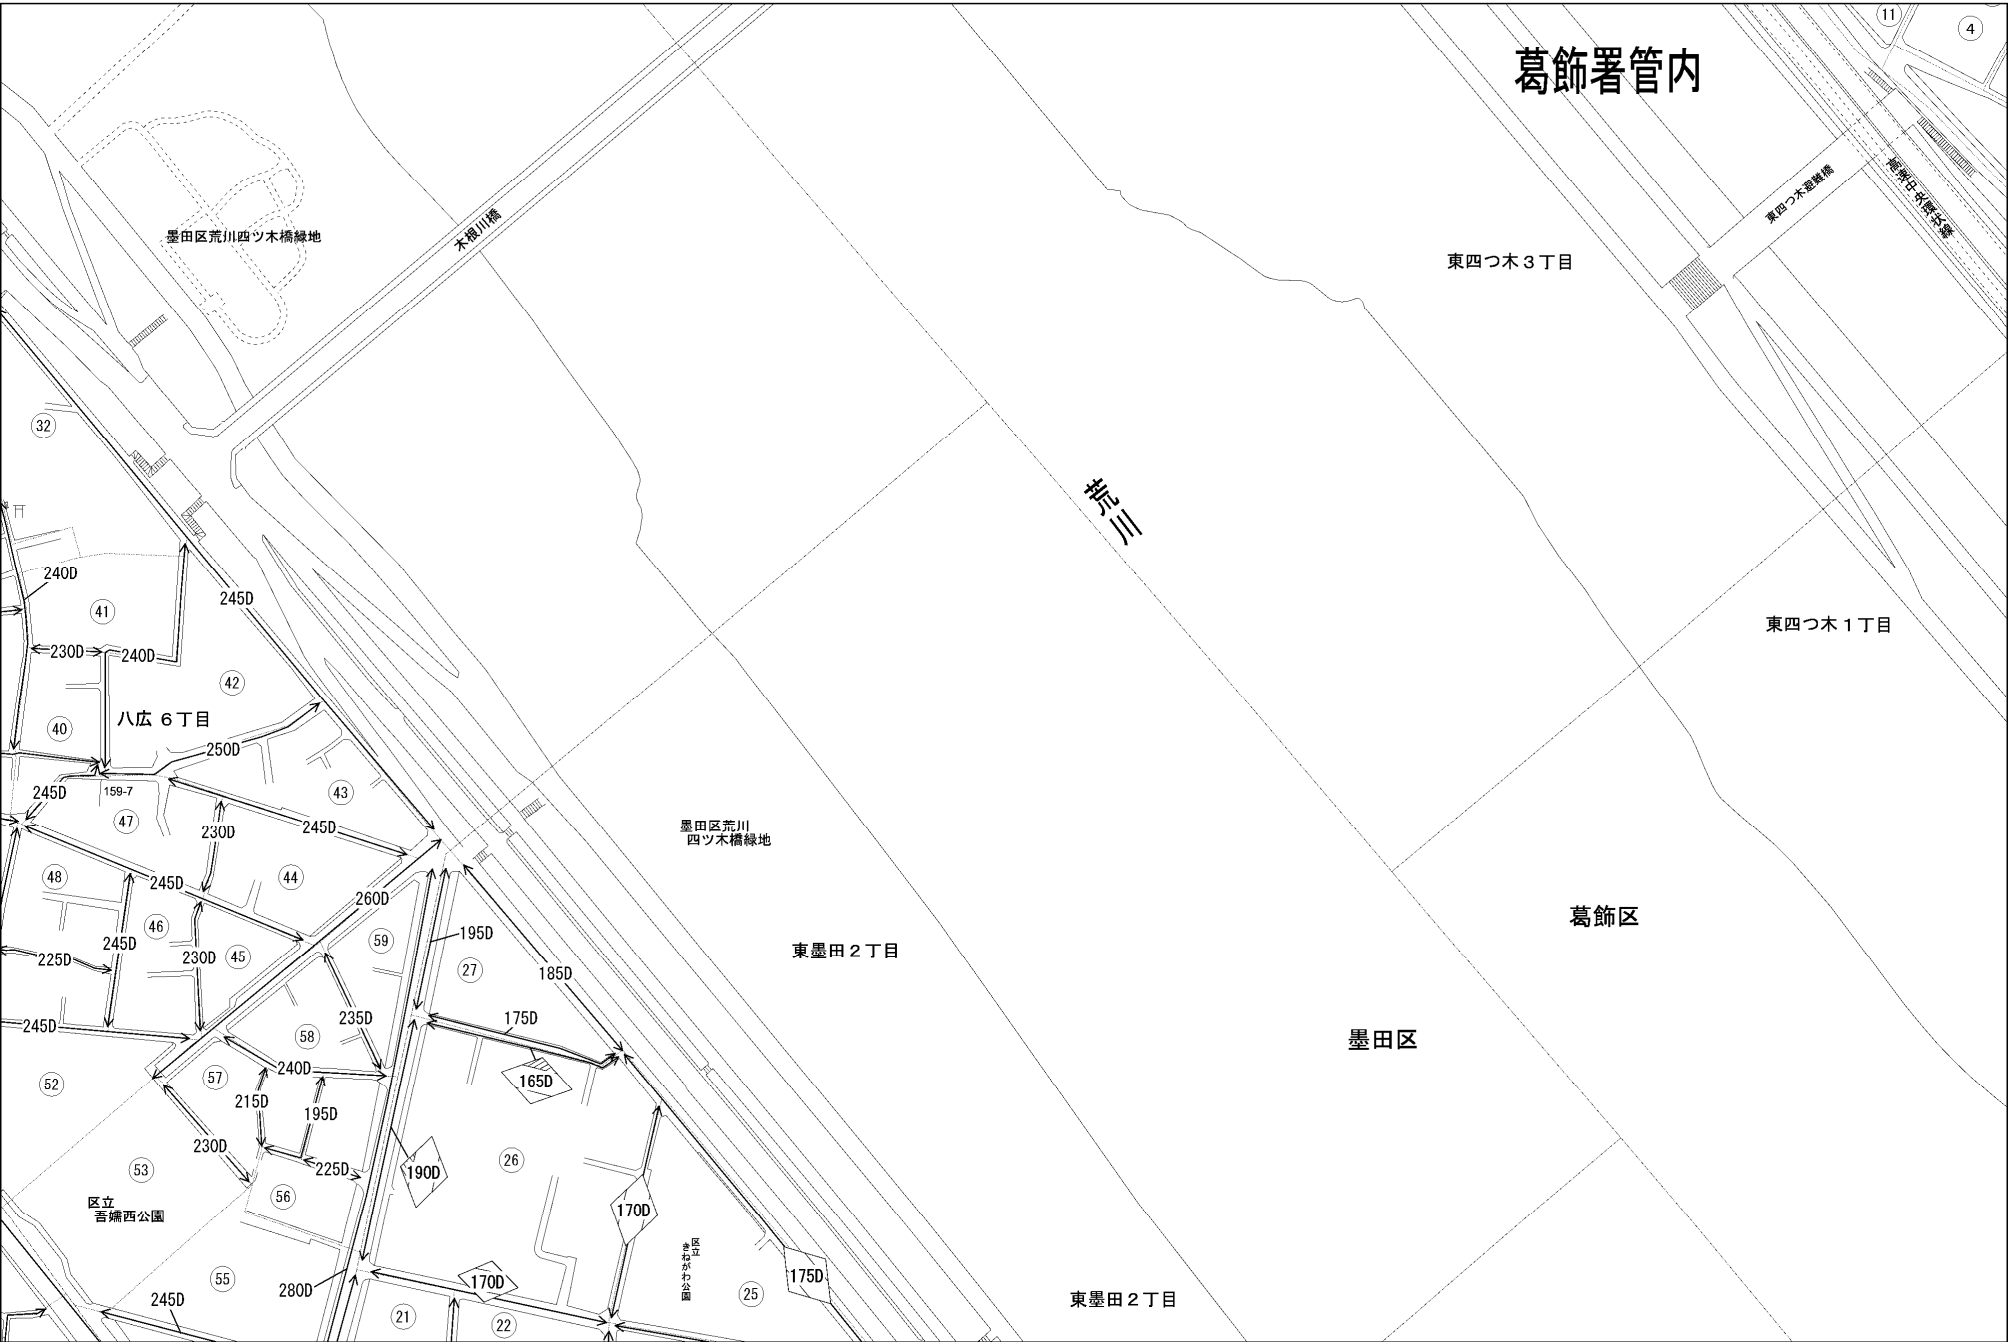 葛飾署管内
11
4
東四つ木避難橋
高速中央環状線
墨田区荒川四ツ木橋緑地
木根川橋
東四つ木3丁目
32
荒川
240D
245D
41
230D
240D
42
東四つ木1丁目
40
八広 6丁目
250D
245D
159-7
43
47
230D
245D
墨田区荒川
四ツ木橋緑地
48
245D
44
260D
葛飾区
46
245D
45
59
195D
225D
230D
27
185D
東墨田2丁目
245D
235D
175D
58
墨田区
240D
165D
52
57
215D
195D
230D
225D
190D
26
53
56
170D
区立
吾嬬西公園
区立
きねがわ公園
55
280D
170D
175D
245D
25
21
22
東墨田2丁目